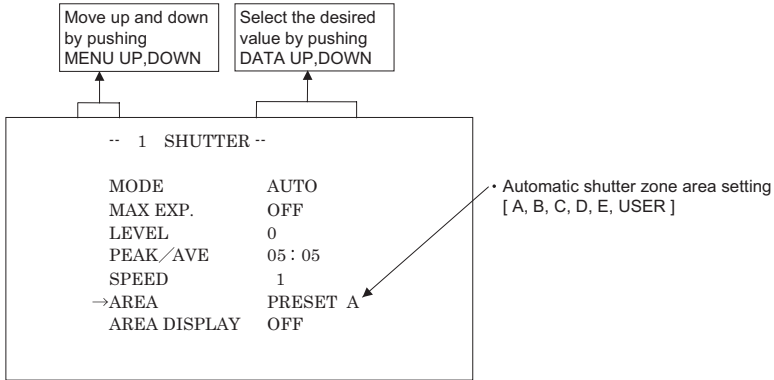 Move up and down
by pushing
MENU UP,DOWN
Select the desired
value by pushing
DATA UP,DOWN
-- 1 SHUTTER --
MODE AUTO
MAX EXP. OFF
LEVEL 0
PEAK／AVE 05：05
SPEED 1
→AREA PRESET A
AREA DISPLAY OFF
・Automatic shutter zone area setting
[ A, B, C, D, E, USER ]